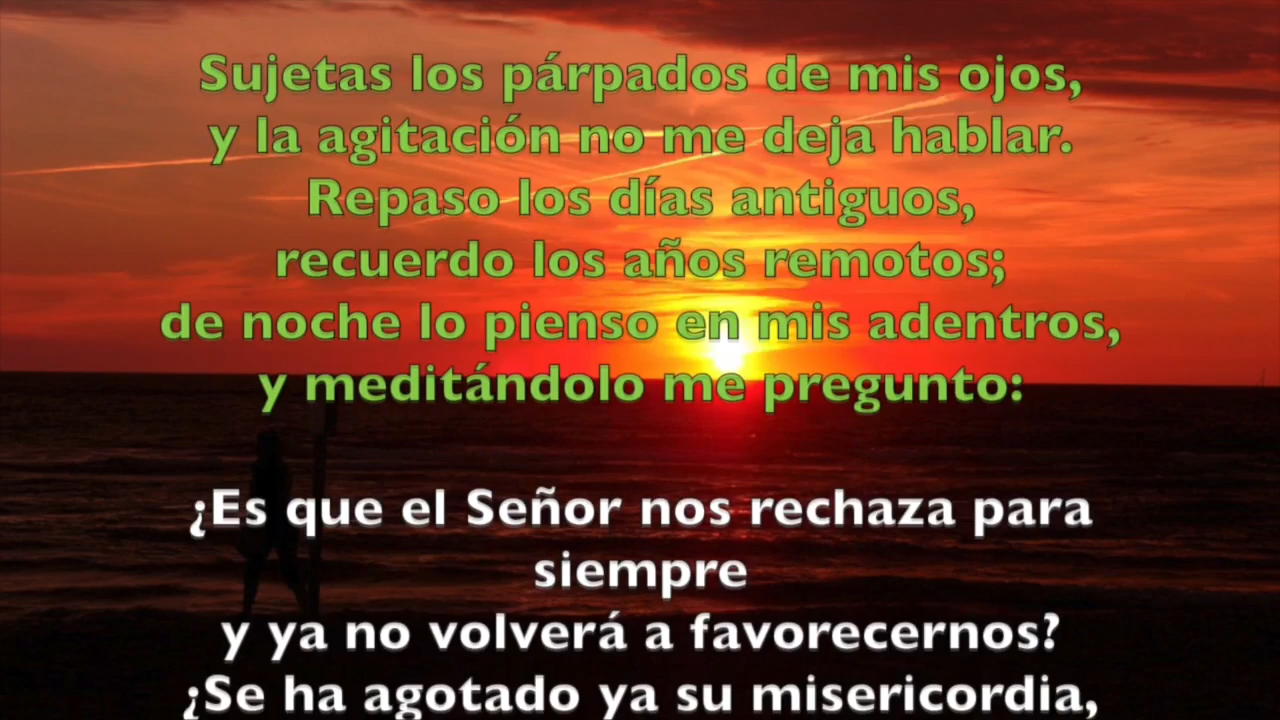 Sujetas los párpados de mis ojos,
y la agitación no me deja hablar.
Repaso los días antiguos,
recuerdo los años remotos;
de noche lo pienso en mis adentros,
y meditándolo me pregunto:
¿Es que el Señor nos rechaza para
siempre
y ya no volverá a favorecernos?
¿Se ha agotado ya su misericordia,